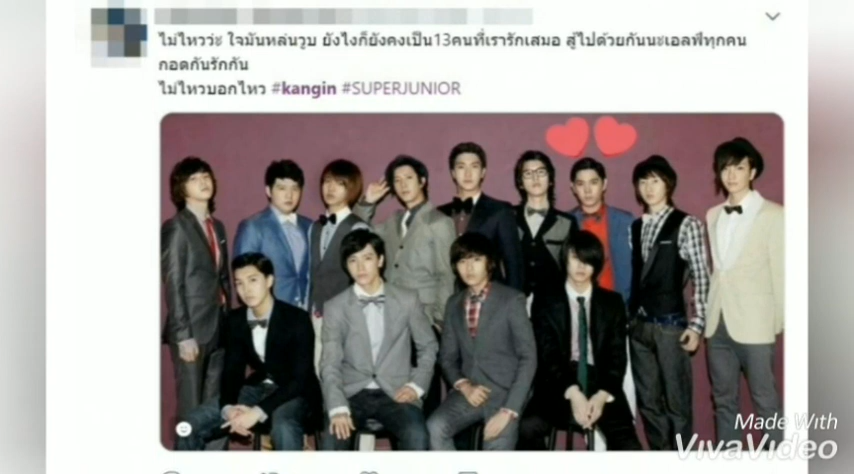 ไม่ไหวว่ะ ใจมันหล่นวูบ ยังไงก็ยังคงเป็น13คนที่เรารักเสมอ สู้ไปด้วยกันนะเอลฟ์ทุกคน
กอดกันรักกัน
ไม่ไหวบอกไหว #kangin #SUPERJUNIOR
Made With
VivaVideo